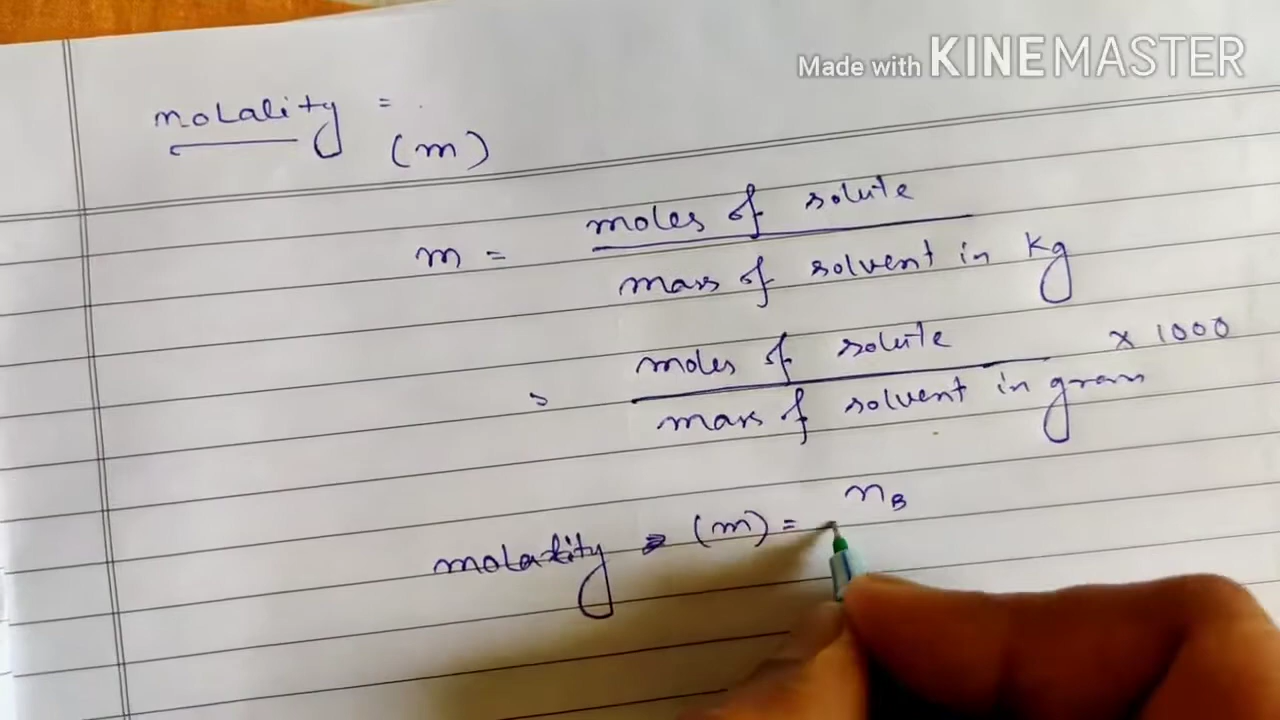 Made with KINEMASTER
molality =
(m)
m = moles of solute
mass of solvent in kg
= moles of solute × 1000
mass of solvent in gram
molality (m) = nB